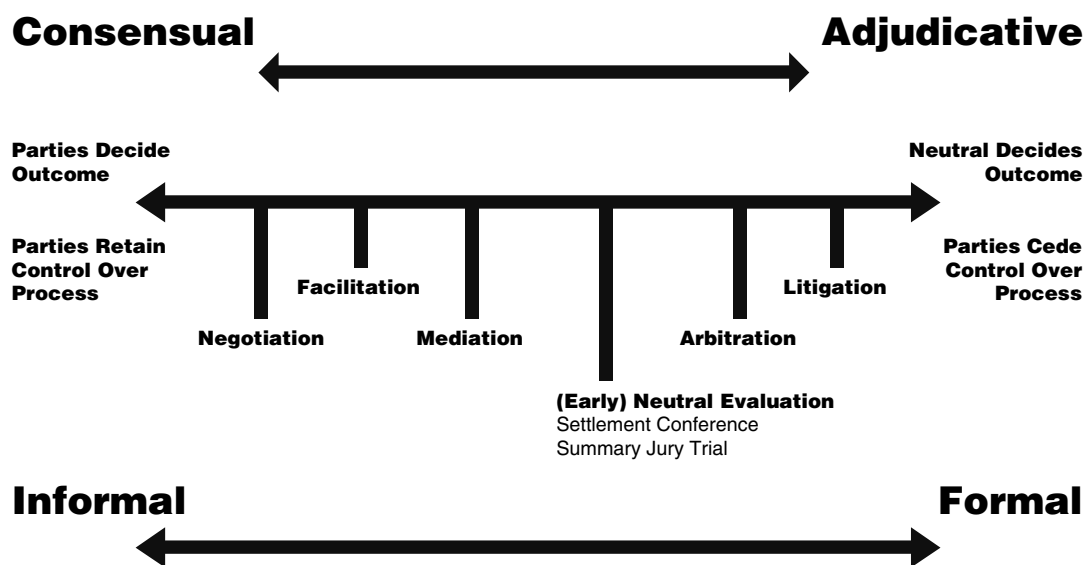 Consensual
Adjudicative
Parties Decide
Outcome
Neutral Decides
Outcome
Parties Retain
Control Over
Process
Parties Cede
Control Over
Process
Facilitation
Litigation
Negotiation
Mediation
Arbitration
(Early) Neutral Evaluation
Settlement Conference
Summary Jury Trial
Informal
Formal